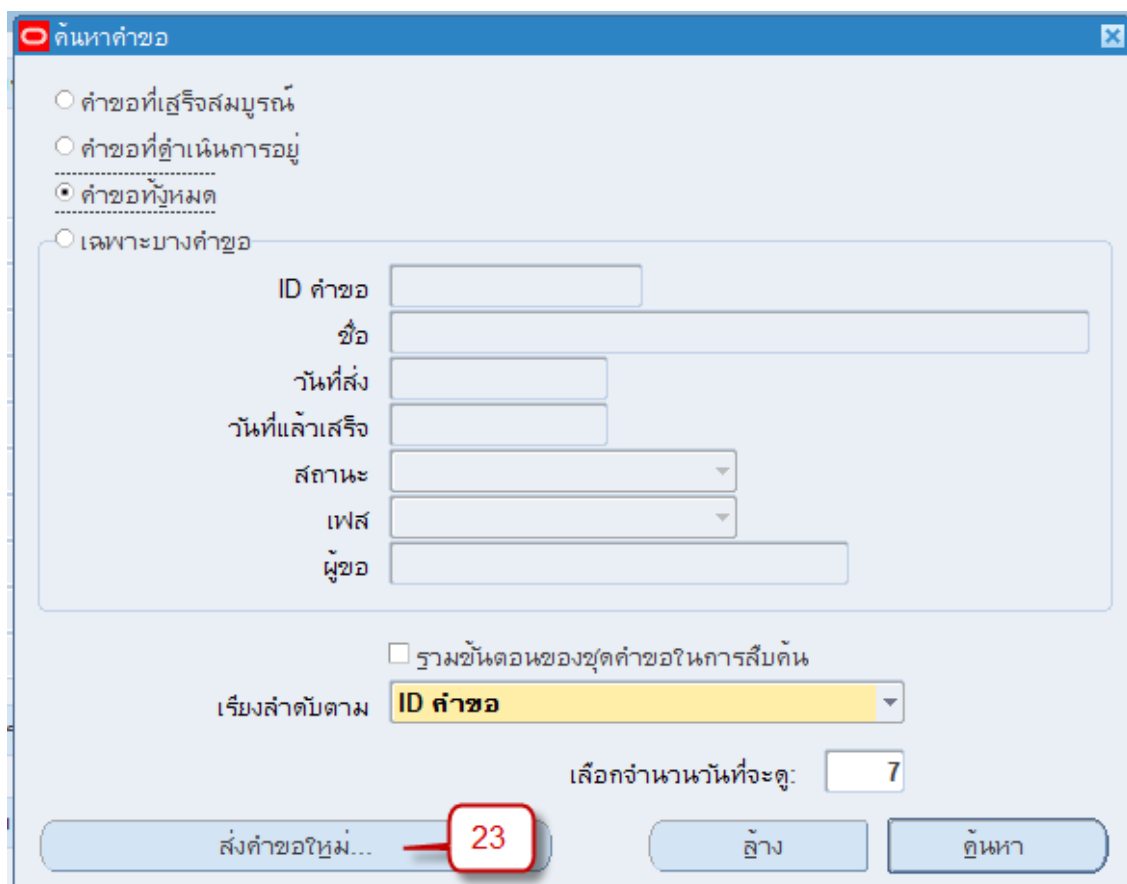 ค้นหาคำขอ
คำขอที่เสร็จสมบูรณ์
คำขอที่ดำเนินการอยู่
คำขอทั้งหมด
เฉพาะบางคำขอ
ID คำขอ
ชื่อ
วันที่ส่ง
วันที่แล้วเสร็จ
สถานะ
เฟส
ผู้ขอ
รวมขั้นตอนของชุดคำขอในการสืบค้น
เรียงลำดับตาม ID คำขอ
เลือกจำนวนวันที่จะดู: 7
ส่งคำขอใหม่... 23 ล้าง ค้นหา